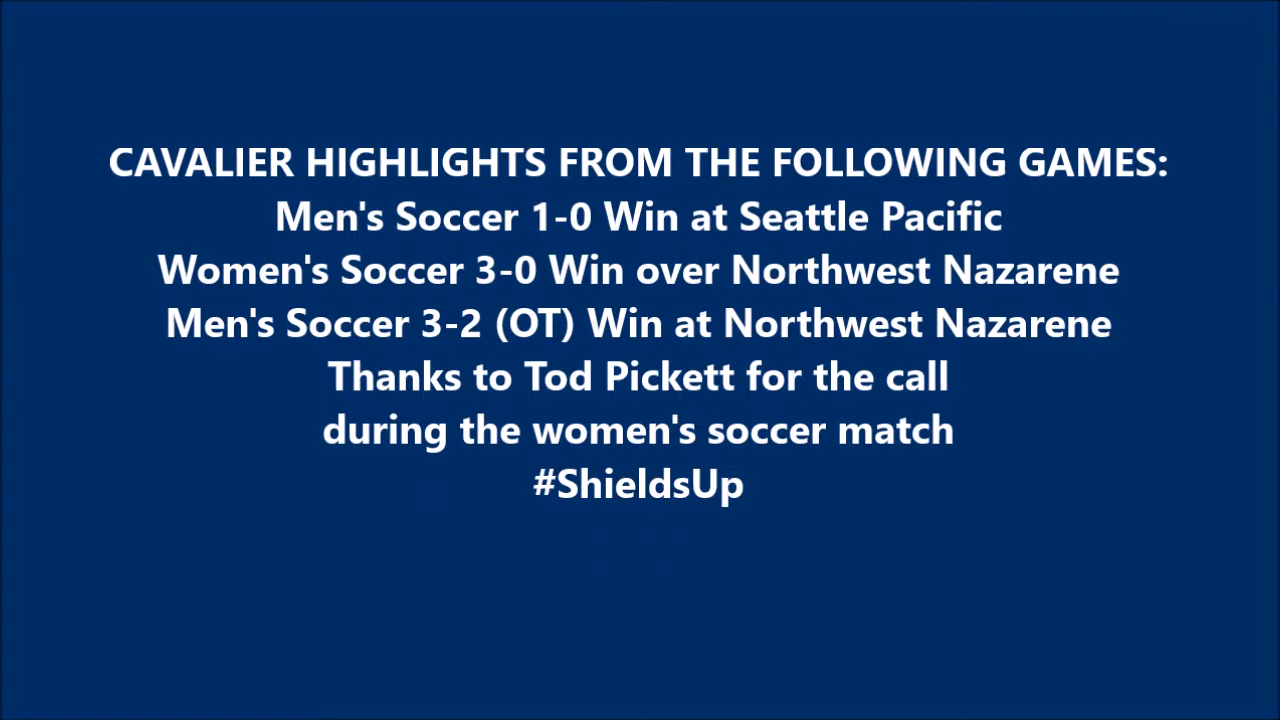 CAVALIER HIGHLIGHTS FROM THE FOLLOWING GAMES:
Men's Soccer 1-0 Win at Seattle Pacific
Women's Soccer 3-0 Win over Northwest Nazarene
Men's Soccer 3-2 (OT) Win at Northwest Nazarene
Thanks to Tod Pickett for the call
during the women's soccer match
#ShieldsUp